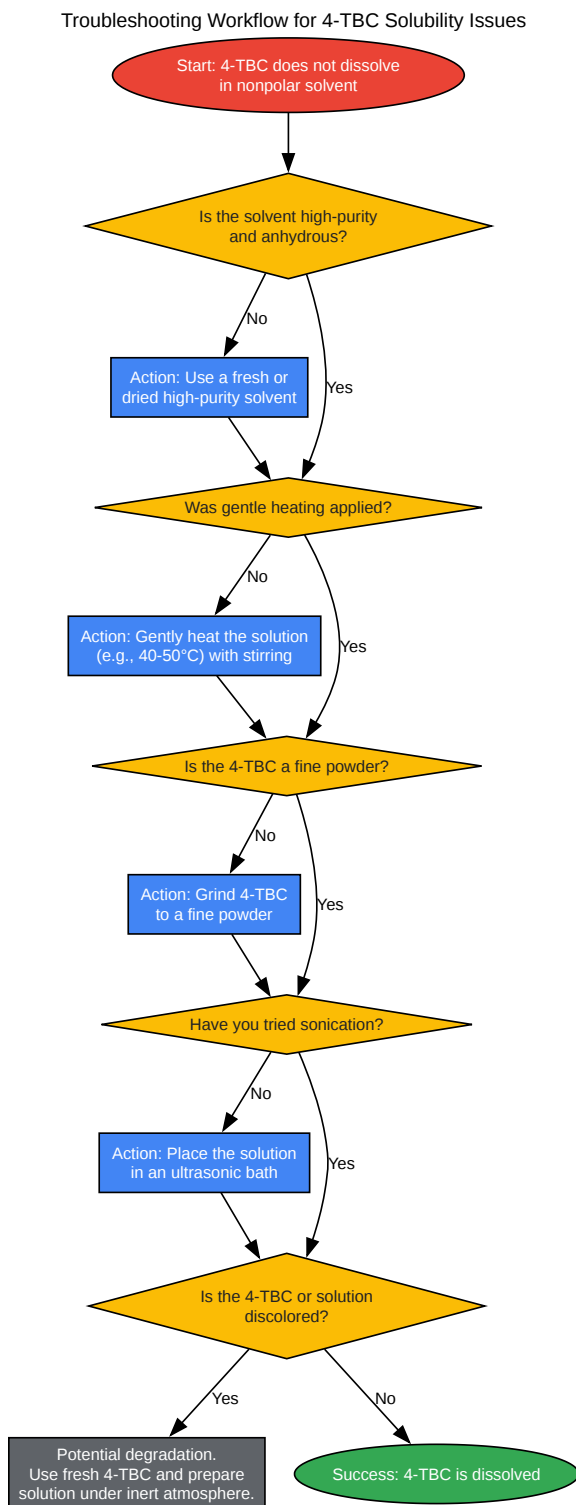 Troubleshooting Workflow for 4-TBC Solubility Issues
Start: 4-TBC does not dissolve
in nonpolar solvent
Is the solvent high-purity
and anhydrous?
No
Action: Use a fresh or
dried high-purity solvent
Yes
Was gentle heating applied?
No
Action: Gently heat the solution
(e.g., 40-50°C) with stirring
Yes
Is the 4-TBC a fine powder?
No
Action: Grind 4-TBC
to a fine powder
Yes
Have you tried sonication?
No
Action: Place the solution
in an ultrasonic bath
Yes
Is the 4-TBC or solution
discolored?
Yes
No
Potential degradation.
Use fresh 4-TBC and prepare
solution under inert atmosphere.
Success: 4-TBC is dissolved